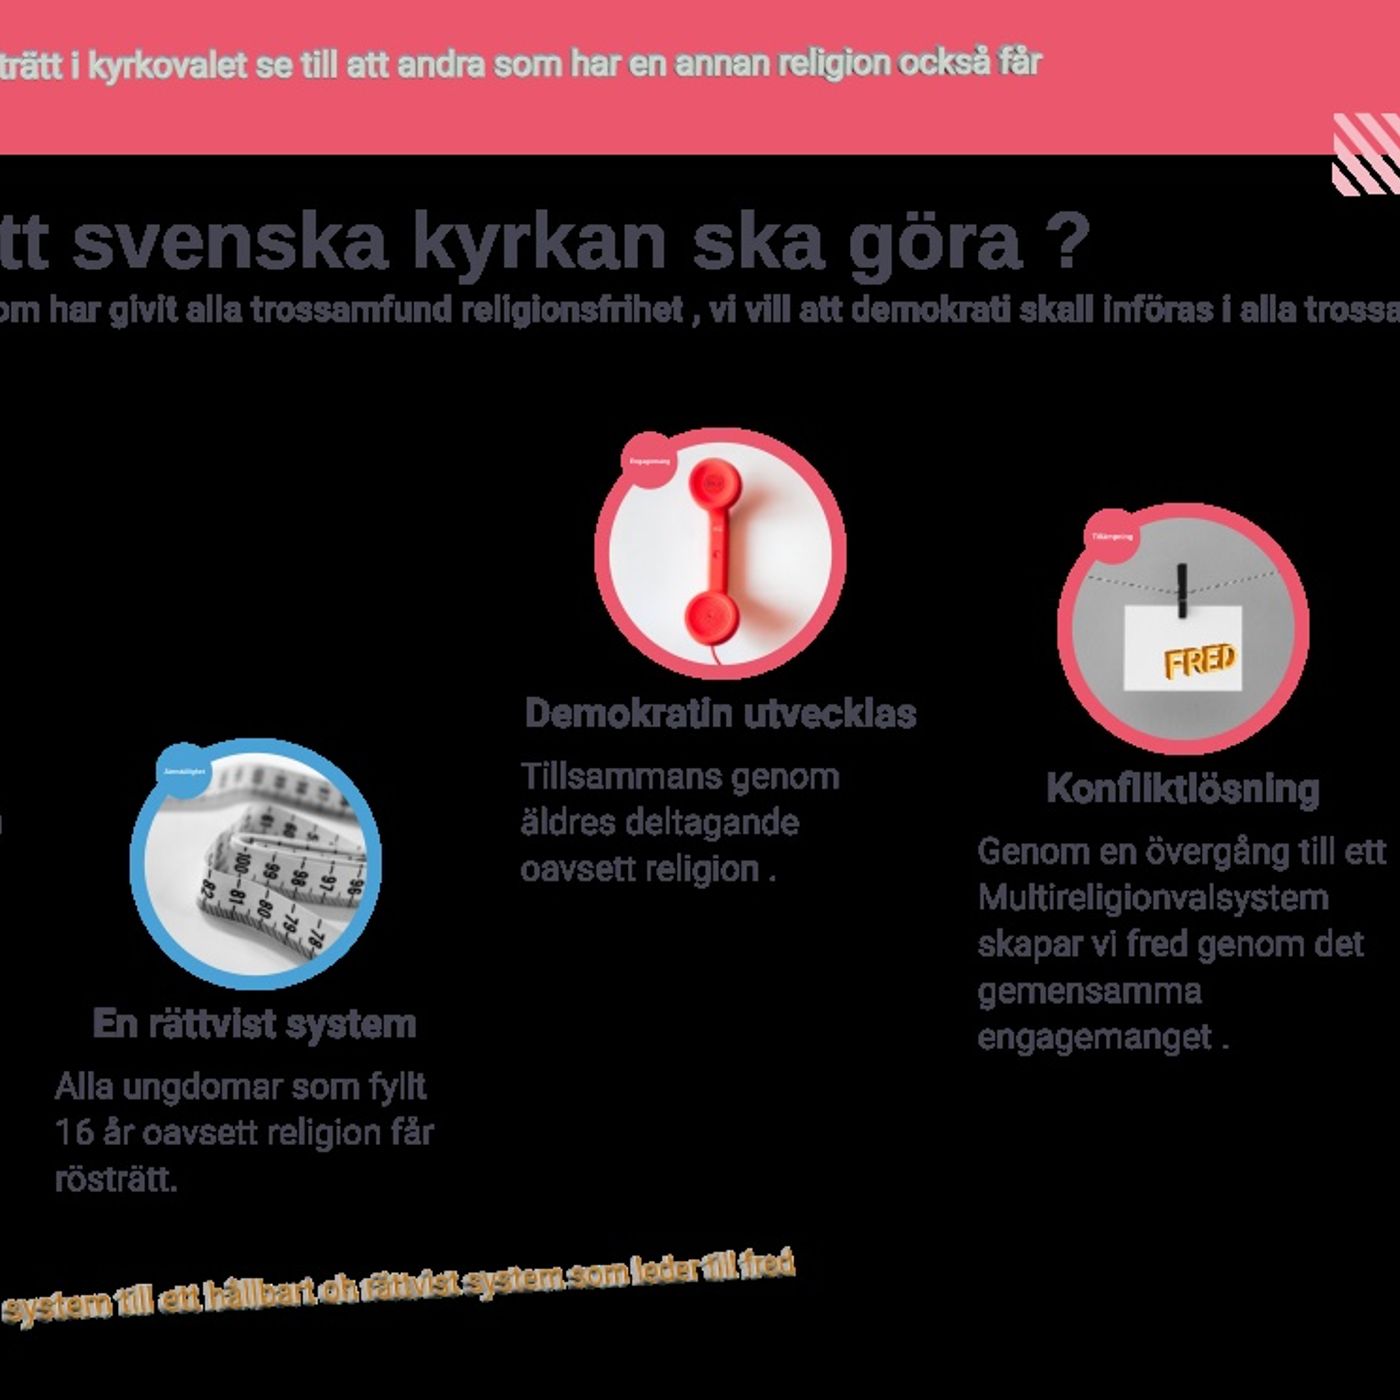 trätt i kyrkovalet se till att andra som har en annan religion också får
tt svenska kyrkan ska göra ?
om har givit alla trossamfund religionsfrihet , vi vill att demokrati skall införas i alla trossa
Engagemang
Tillämpning
FRED
Demokratin utvecklas
Konfliktlösning
Tillsammans genom
äldres deltagande
oavsett religion .
Genom en övergång till ett
Multireligionvalsystem
skapar vi fred genom det
gemensamma
engagemanget .
En rättvist system
Alla ungdomar som fyllt
16 år oavsett religion får
rösträtt.
system till ett hållbart oh rättvist system som leder till fred